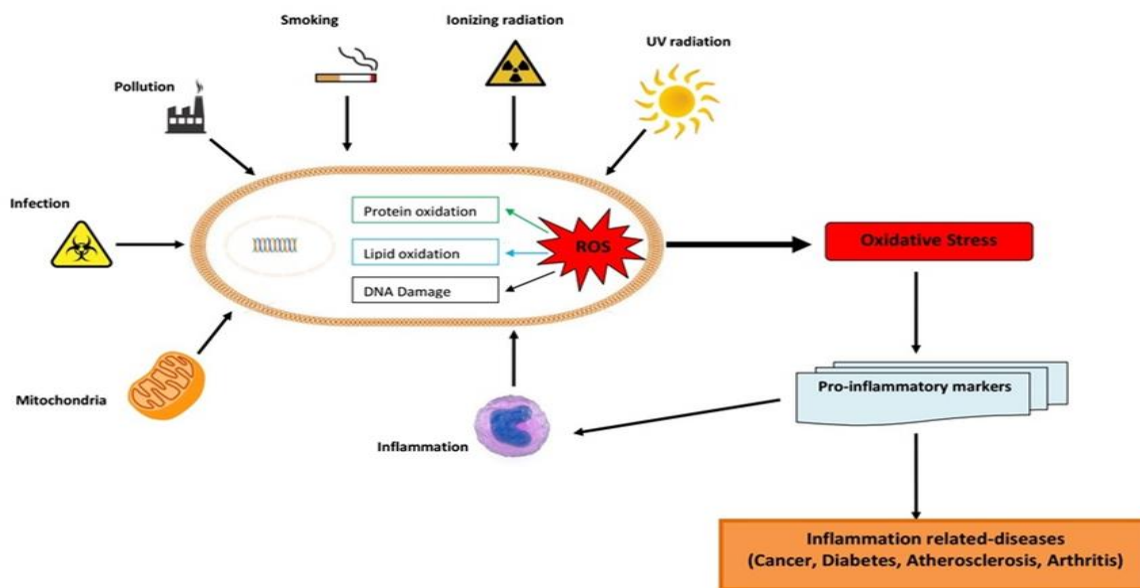 Smoking
Ionizing radiation
UV radiation
Pollution
Infection
Protein oxidation
Lipid oxidation
DNA Damage
ROS
Oxidative Stress
Mitochondria
Inflammation
Pro-inflammatory markers
Inflammation related-diseases
(Cancer, Diabetes, Atherosclerosis, Arthritis)